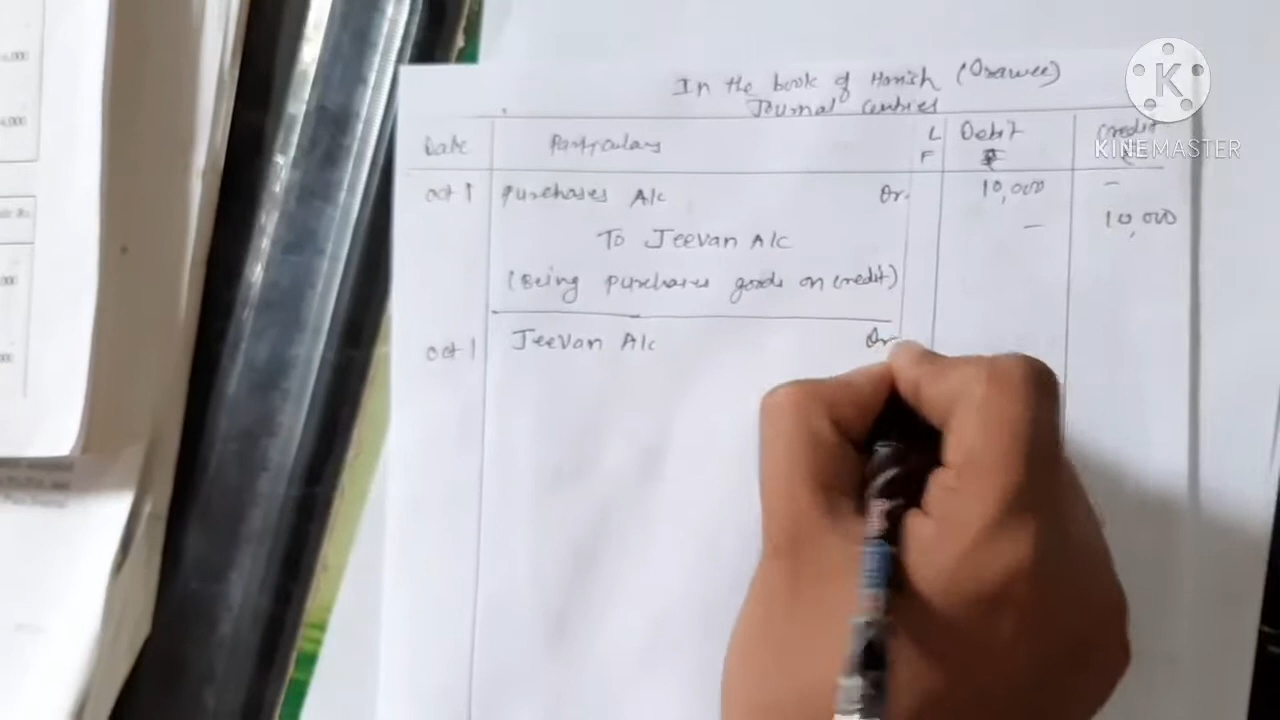 In the book of Harish (Drawee)
Journal entries
Date Particulars L F Debit ₹ Credit ₹
oct 1 purchases A/c Dr. 10,000 –
To Jeevan A/c – 10,000
(Being purchases goods on credit)
oct 1 Jeevan A/c Dr
K
KINEMASTER